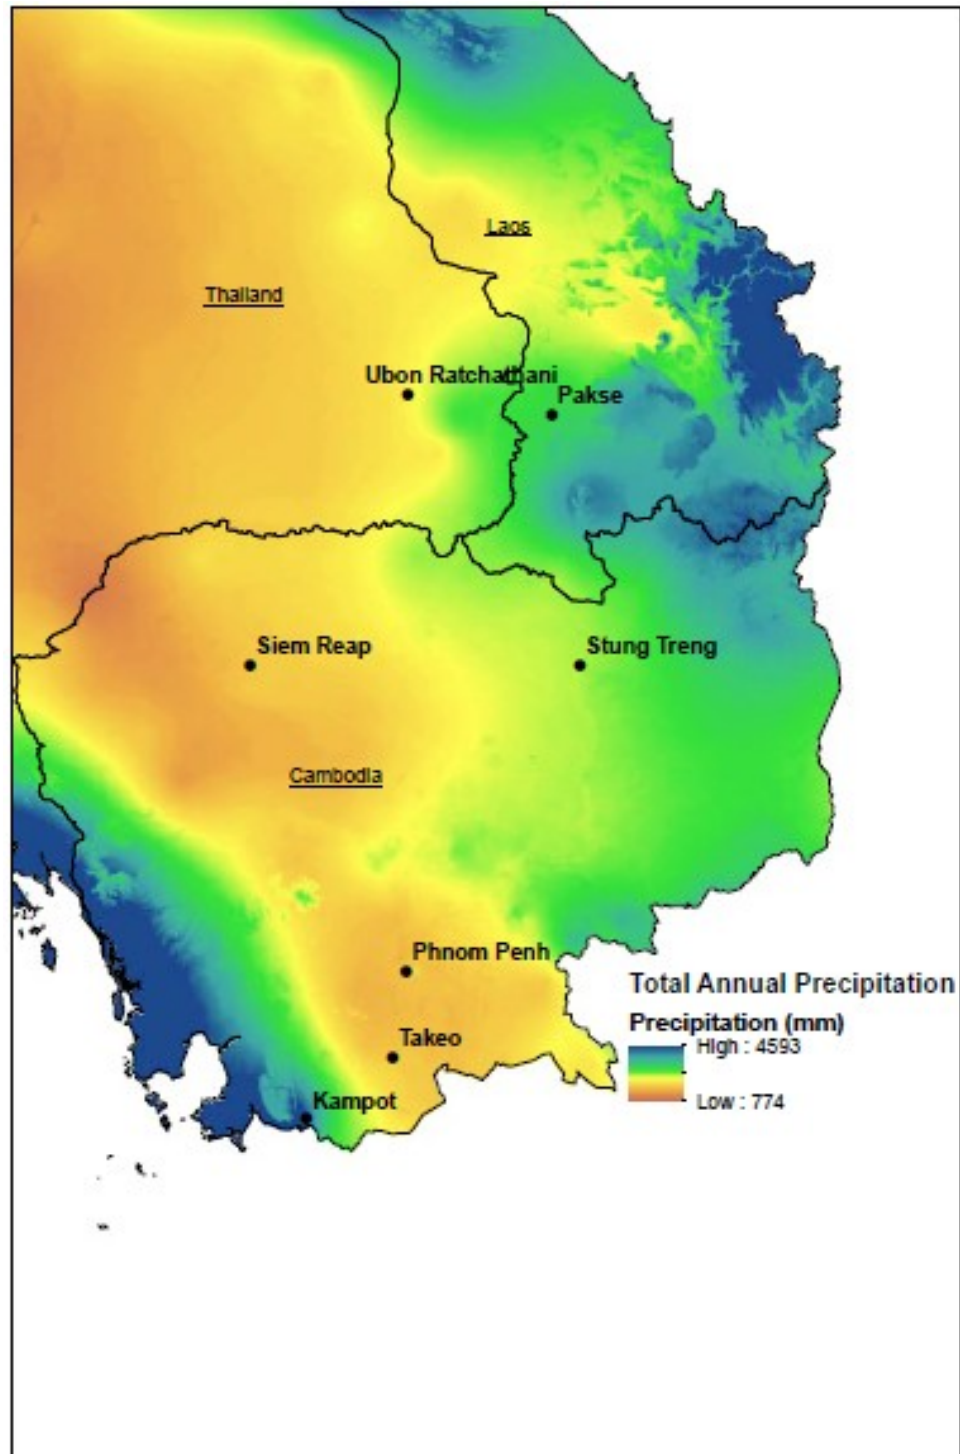 Laos
Thailand
Ubon Ratchathani
Pakse
Siem Reap
Stung Treng
Cambodia
Phnom Penh
Total Annual Precipitation
Precipitation (mm)
High : 4593
Low : 774
Takeo
Kampot